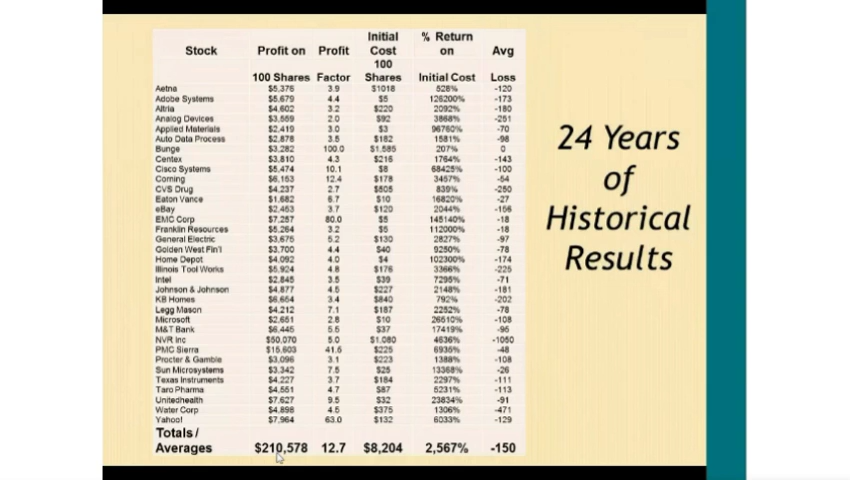 Stock Profit on 100 Shares Profit Factor Initial Cost 100 Shares % Return on Initial Cost Avg Loss
Aetna $5,376 3.9 $1018 528% -120
Adobe Systems $5,679 4.4 $5 126200% -173
Altria $4,602 3.2 $220 2092% -180
Analog Devices $3,559 2.0 $92 3868% -251
Applied Materials $2,419 3.0 $3 96760% -70
Auto Data Process $2,878 3.5 $182 1581% -98
Bunge $3,282 100.0 $1,585 207% 0
Centex $3,810 4.3 $216 1764% -143
Cisco Systems $5,474 10.1 $8 68425% -100
Corning $6,153 12.4 $178 3457% -54
CVS Drug $4,237 2.7 $505 839% -250
Eaton Vance $1,682 6.7 $10 16820% -27
eBay $2,453 3.7 $120 2044% -156
EMC Corp $7,257 80.0 $5 145140% -18
Franklin Resources $5,264 3.2 $5 112000% -18
General Electric $3,675 5.2 $130 2827% -97
Golden West Fin'l $3,700 4.4 $40 9250% -78
Home Depot $4,092 4.0 $4 102300% -174
Illinois Tool Works $5,924 4.8 $176 3366% -225
Intel $2,845 3.5 $39 7295% -71
Johnson & Johnson $4,877 4.5 $227 2148% -181
KB Homes $6,654 3.4 $840 792% -202
Legg Mason $4,212 7.1 $187 2252% -78
Microsoft $2,651 2.8 $10 26510% -108
M&T Bank $6,445 5.5 $37 17419% -95
NVR Inc $50,070 5.0 $1,080 4636% -1050
PMC Sierra $15,603 41.6 $225 6935% -48
Procter & Gamble $3,096 3.1 $223 1388% -108
Sun Microsystems $3,342 7.5 $25 13368% -26
Texas Instruments $4,227 3.7 $184 2297% -111
Taro Pharma $4,551 4.7 $87 5231% -113
Unitedhealth $7,627 9.5 $32 23834% -91
Water Corp $4,898 4.5 $375 1306% -471
Yahoo! $7,964 63.0 $132 6033% -129
Totals /
Averages $210,578 12.7 $8,204 2,567% -150
24 Years
of
Historical
Results